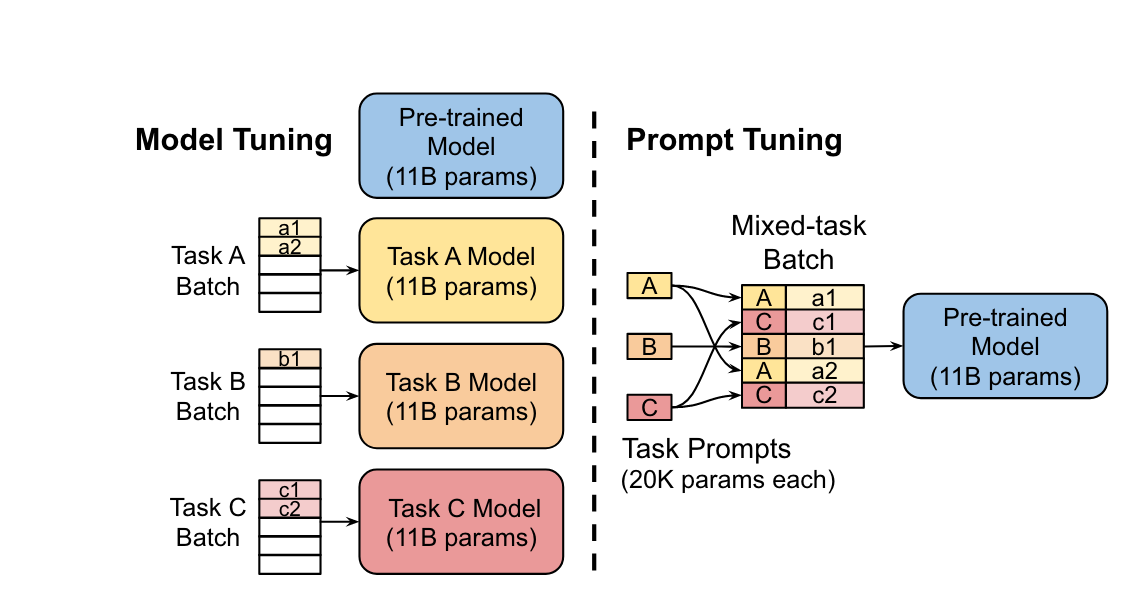 Model Tuning
Pre-trained
Model
(11B params)
Task A
Batch
a1
a2
Task A Model
(11B params)
Task B
Batch
b1
Task B Model
(11B params)
Task C
Batch
c1
c2
Task C Model
(11B params)
Prompt Tuning
Mixed-task
Batch
A
B
C
A a1
C c1
B b1
A a2
C c2
Pre-trained
Model
(11B params)
Task Prompts
(20K params each)